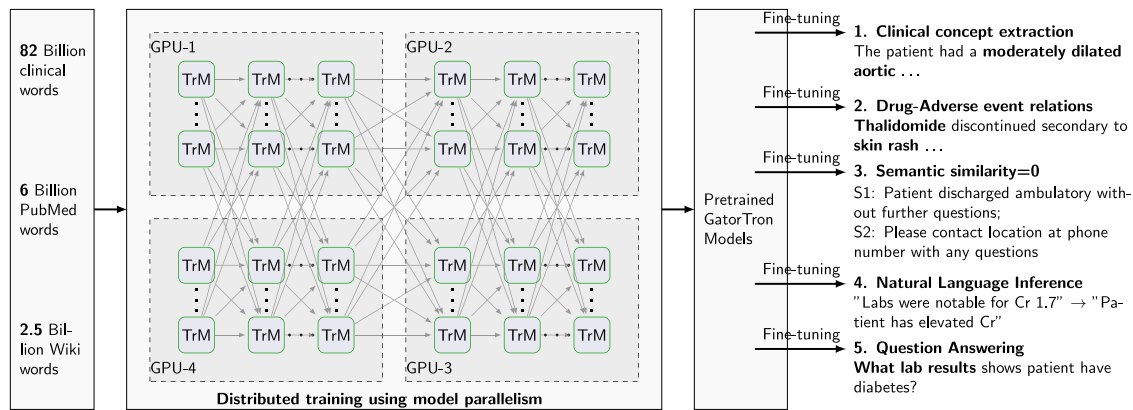 82 Billion
clinical
words
6 Billion
PubMed
words
2.5 Bil-
lion Wiki
words
GPU-1
TrM TrM TrM
TrM TrM TrM
GPU-2
TrM TrM TrM
TrM TrM TrM
TrM TrM TrM
TrM TrM TrM
GPU-4
TrM TrM TrM
TrM TrM TrM
GPU-3
Distributed training using model parallelism
Pretrained
GatorTron
Models
Fine-tuning
1. Clinical concept extraction
The patient had a moderately dilated
aortic ...
Fine-tuning
2. Drug-Adverse event relations
Thalidomide discontinued secondary to
skin rash ...
Fine-tuning
3. Semantic similarity=0
S1: Patient discharged ambulatory with-
out further questions;
S2: Please contact location at phone
number with any questions
Fine-tuning
4. Natural Language Inference
"Labs were notable for Cr 1.7" → "Pa-
tient has elevated Cr"
Fine-tuning
5. Question Answering
What lab results shows patient have
diabetes?